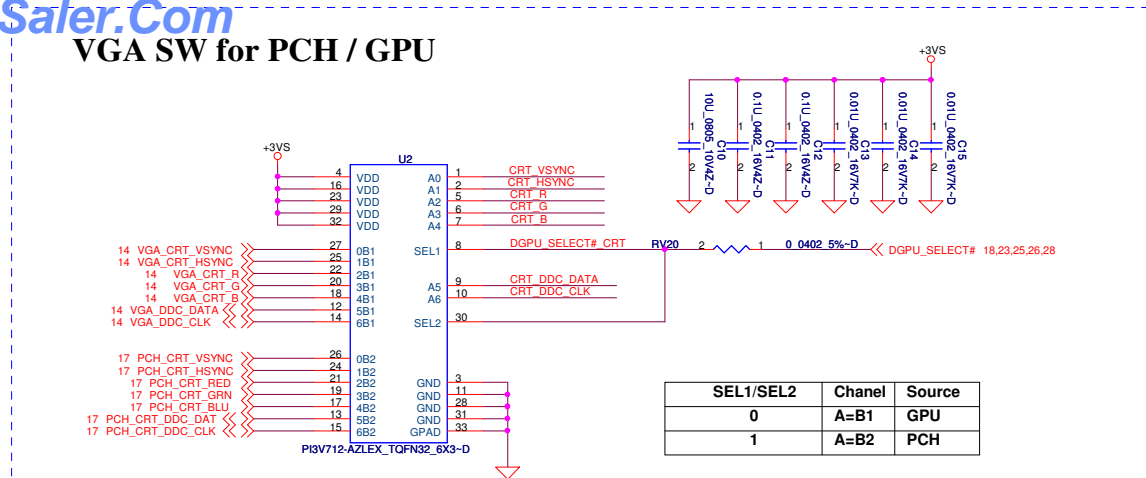 Saler.Com
VGA SW for PCH / GPU
+3VS
10U_0805_10V4Z~D
1
2
C10
0.1U_0402_16V4Z~D
1
2
C11
0.1U_0402_16V4Z~D
1
2
C12
0.01U_0402_16V7K~D
1
2
C13
0.01U_0402_16V7K~D
1
2
C14
0.01U_0402_16V7K~D
1
2
C15
+3VS
U2
4 VDD A0 1 CRT_VSYNC
16 VDD A1 2 CRT_HSYNC
23 VDD A2 5 CRT_R
29 VDD A3 6 CRT_G
32 VDD A4 7 CRT_B
14 VGA_CRT_VSYNC 27 0B1 SEL1 8 DGPU_SELECT#_CRT RV20 2 1 0_0402_5%~D DGPU_SELECT# 18,23,25,26,28
14 VGA_CRT_HSYNC 25 1B1
14 VGA_CRT_R 22 2B1
14 VGA_CRT_G 20 3B1 A5 9 CRT_DDC_DATA
14 VGA_CRT_B 18 4B1 A6 10 CRT_DDC_CLK
14 VGA_DDC_DATA 12 5B1
14 VGA_DDC_CLK 14 6B1 SEL2 30
17 PCH_CRT_VSYNC 26 0B2
17 PCH_CRT_HSYNC 24 1B2
17 PCH_CRT_RED 21 2B2 GND 3
17 PCH_CRT_GRN 19 3B2 GND 11
17 PCH_CRT_BLU 17 4B2 GND 28
17 PCH_CRT_DDC_DAT 13 5B2 GND 31
17 PCH_CRT_DDC_CLK 15 6B2 GPAD 33
PI3V712-AZLEX_TQFN32_6X3~D
SEL1/SEL2 Chanel Source
0 A=B1 GPU
1 A=B2 PCH